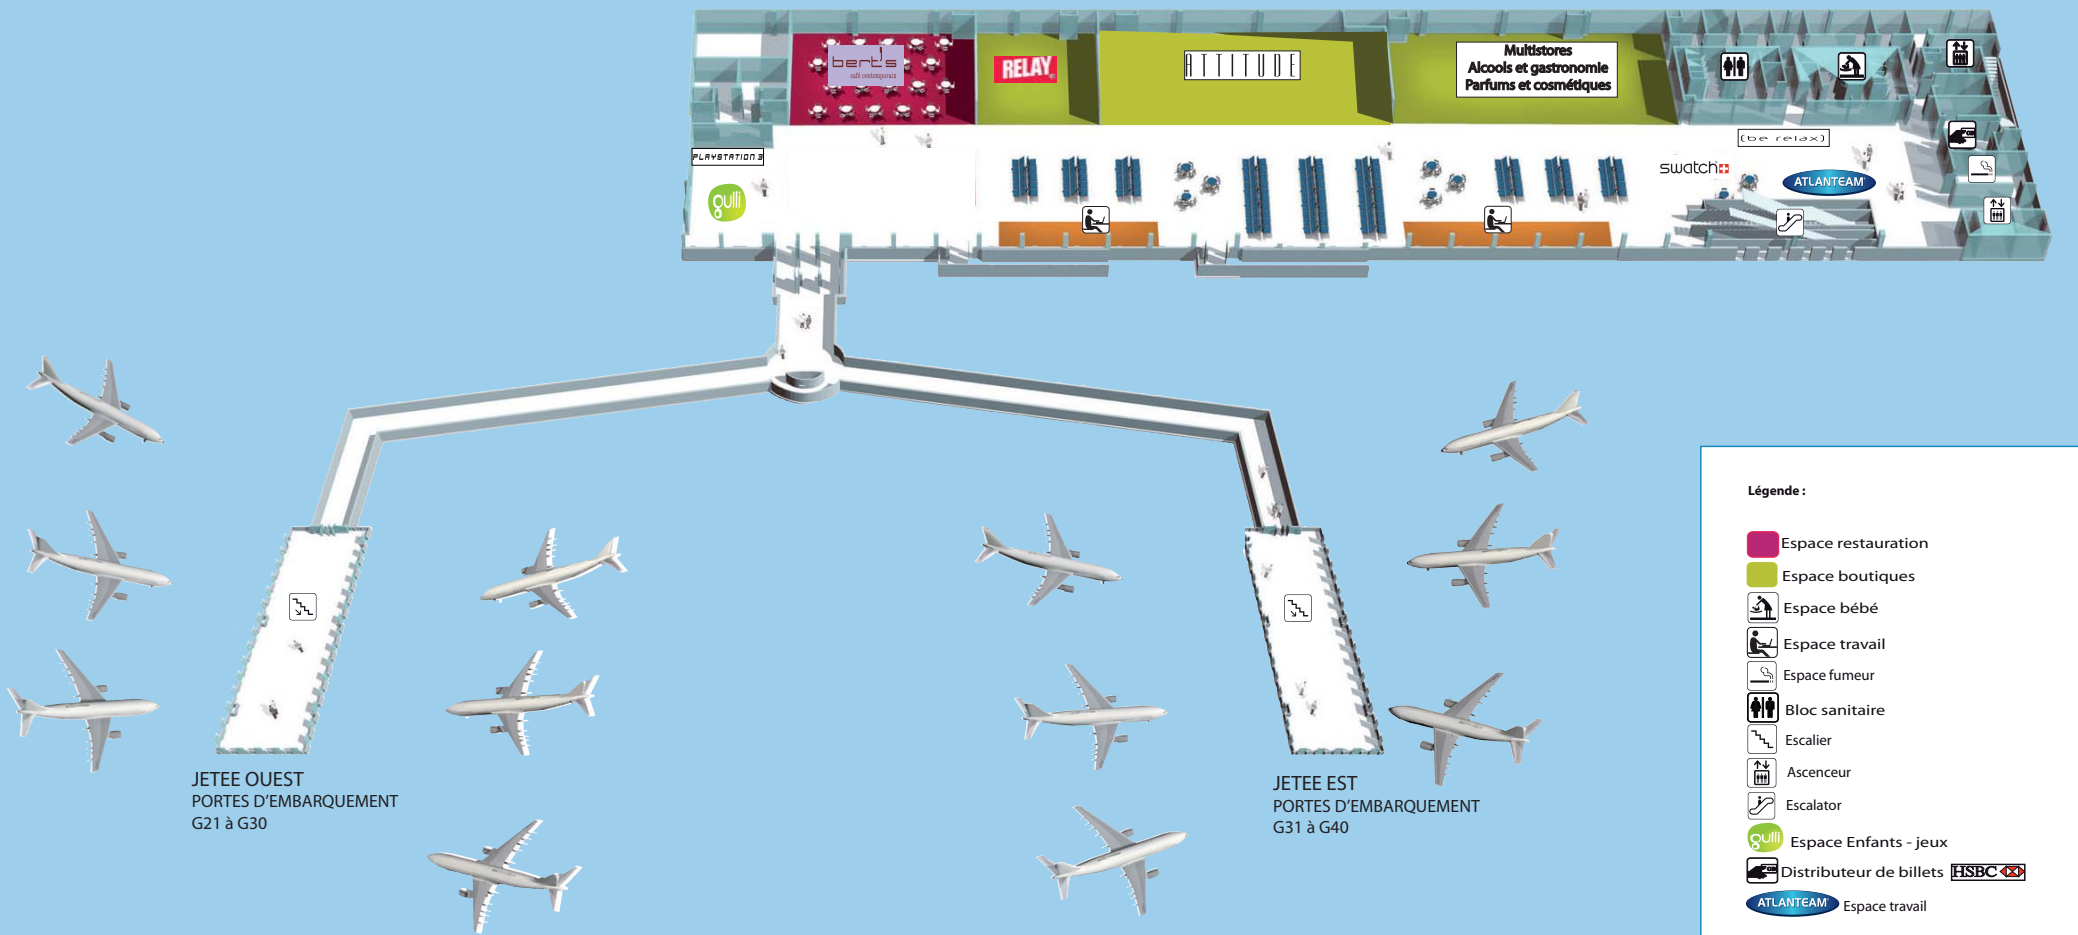 bert's
café contemporain
RELAY
ATTITUDE
Multistores
Alcools et gastronomie
Parfums et cosmétiques
PLAYSTATION 3
gulli
(be relax)
swatch
ATLANTEAM
JETEE OUEST
PORTES D'EMBARQUEMENT
G21 à G30
JETEE EST
PORTES D'EMBARQUEMENT
G31 à G40
Légende :
Espace restauration
Espace boutiques
Espace bébé
Espace travail
Espace fumeur
Bloc sanitaire
Escalier
Ascenceur
Escalator
gulli Espace Enfants - jeux
Distributeur de billets HSBC
ATLANTEAM Espace travail